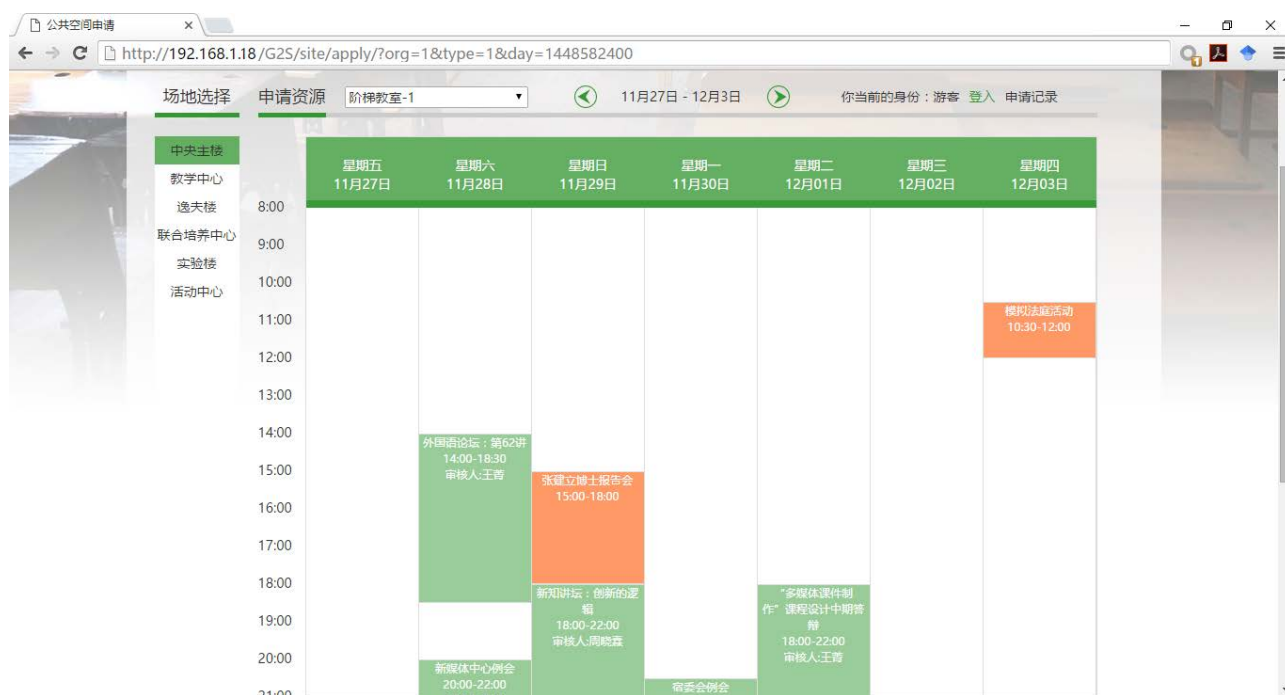 公共空间申请
http://192.168.1.18/G2S/site/apply/?org=1&type=1&day=1448582400
场地选择 申请资源 阶梯教室-1 11月27日 - 12月3日 你当前的身份：游客 登入 申请记录
中央主楼
教学中心
逸夫楼
联合培养中心
实验楼
活动中心
星期五 星期六 星期日 星期一 星期二 星期三 星期四
11月27日 11月28日 11月29日 11月30日 12月01日 12月02日 12月03日
8:00
9:00
10:00
11:00
12:00
13:00
14:00
15:00
16:00
17:00
18:00
19:00
20:00
21:00
外国语论坛：第62讲
14:00-18:30
审核人:王菁
新媒体中心例会
20:00-22:00
张建立博士报告会
15:00-18:00
新知讲坛：创新的逻
辑
18:00-22:00
审核人:周晓
宿委会例会
"多媒体课件制
作"课程设计中期答
辩
18:00-22:00
审核人:王菁
模拟法庭活动
10:30-12:00